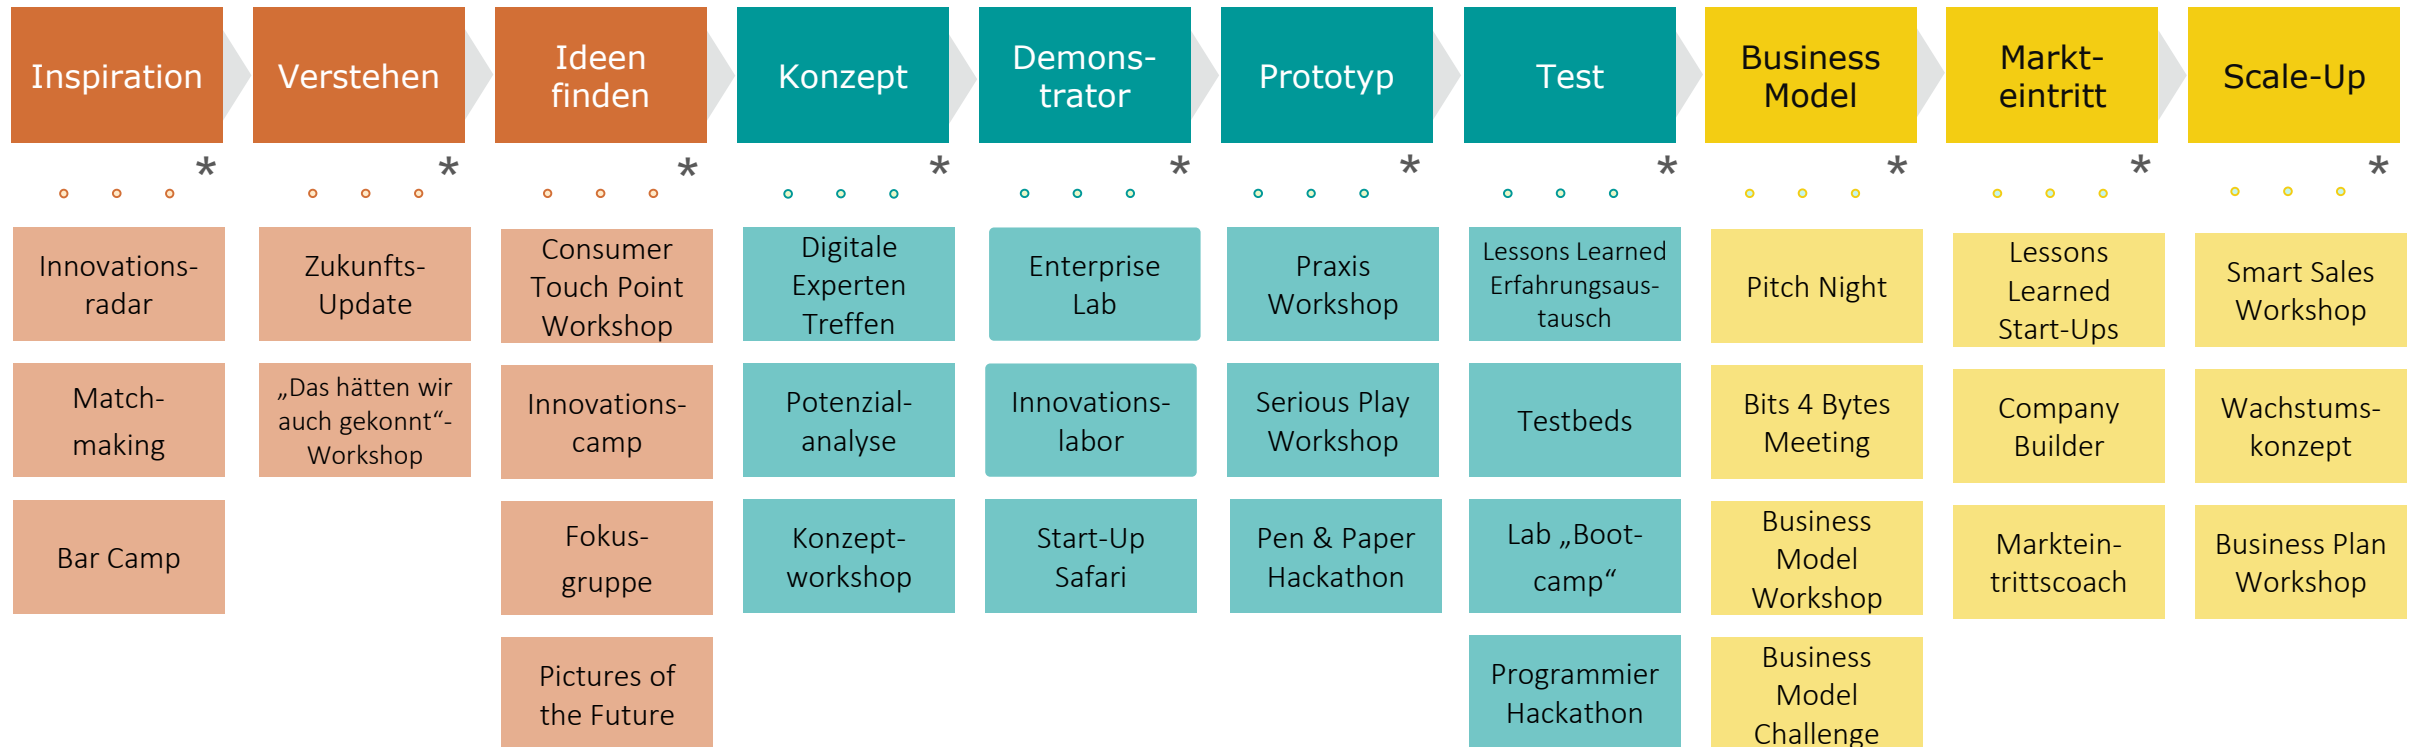 Inspiration
Verstehen
Ideen
finden
Konzept
Demons-
trator
Prototyp
Test
Business
Model
Markt-
eintritt
Scale-Up
*
*
*
*
*
*
*
*
*
*
Innovations-
radar
Match-
making
Bar Camp
Zukunfts-
Update
„Das hätten wir
auch gekonnt“-
Workshop
Consumer
Touch Point
Workshop
Innovations-
camp
Fokus-
gruppe
Pictures of
the Future
Digitale
Experten
Treffen
Potenzial-
analyse
Konzept-
workshop
Enterprise
Lab
Innovations-
labor
Start-Up
Safari
Praxis
Workshop
Serious Play
Workshop
Pen & Paper
Hackathon
Lessons Learned
Erfahrungsaus-
tausch
Testbeds
Lab „Boot-
camp“
Programmier
Hackathon
Pitch Night
Bits 4 Bytes
Meeting
Business
Model
Workshop
Business
Model
Challenge
Lessons
Learned
Start-Ups
Company
Builder
Marktein-
trittscoach
Smart Sales
Workshop
Wachstums-
konzept
Business Plan
Workshop